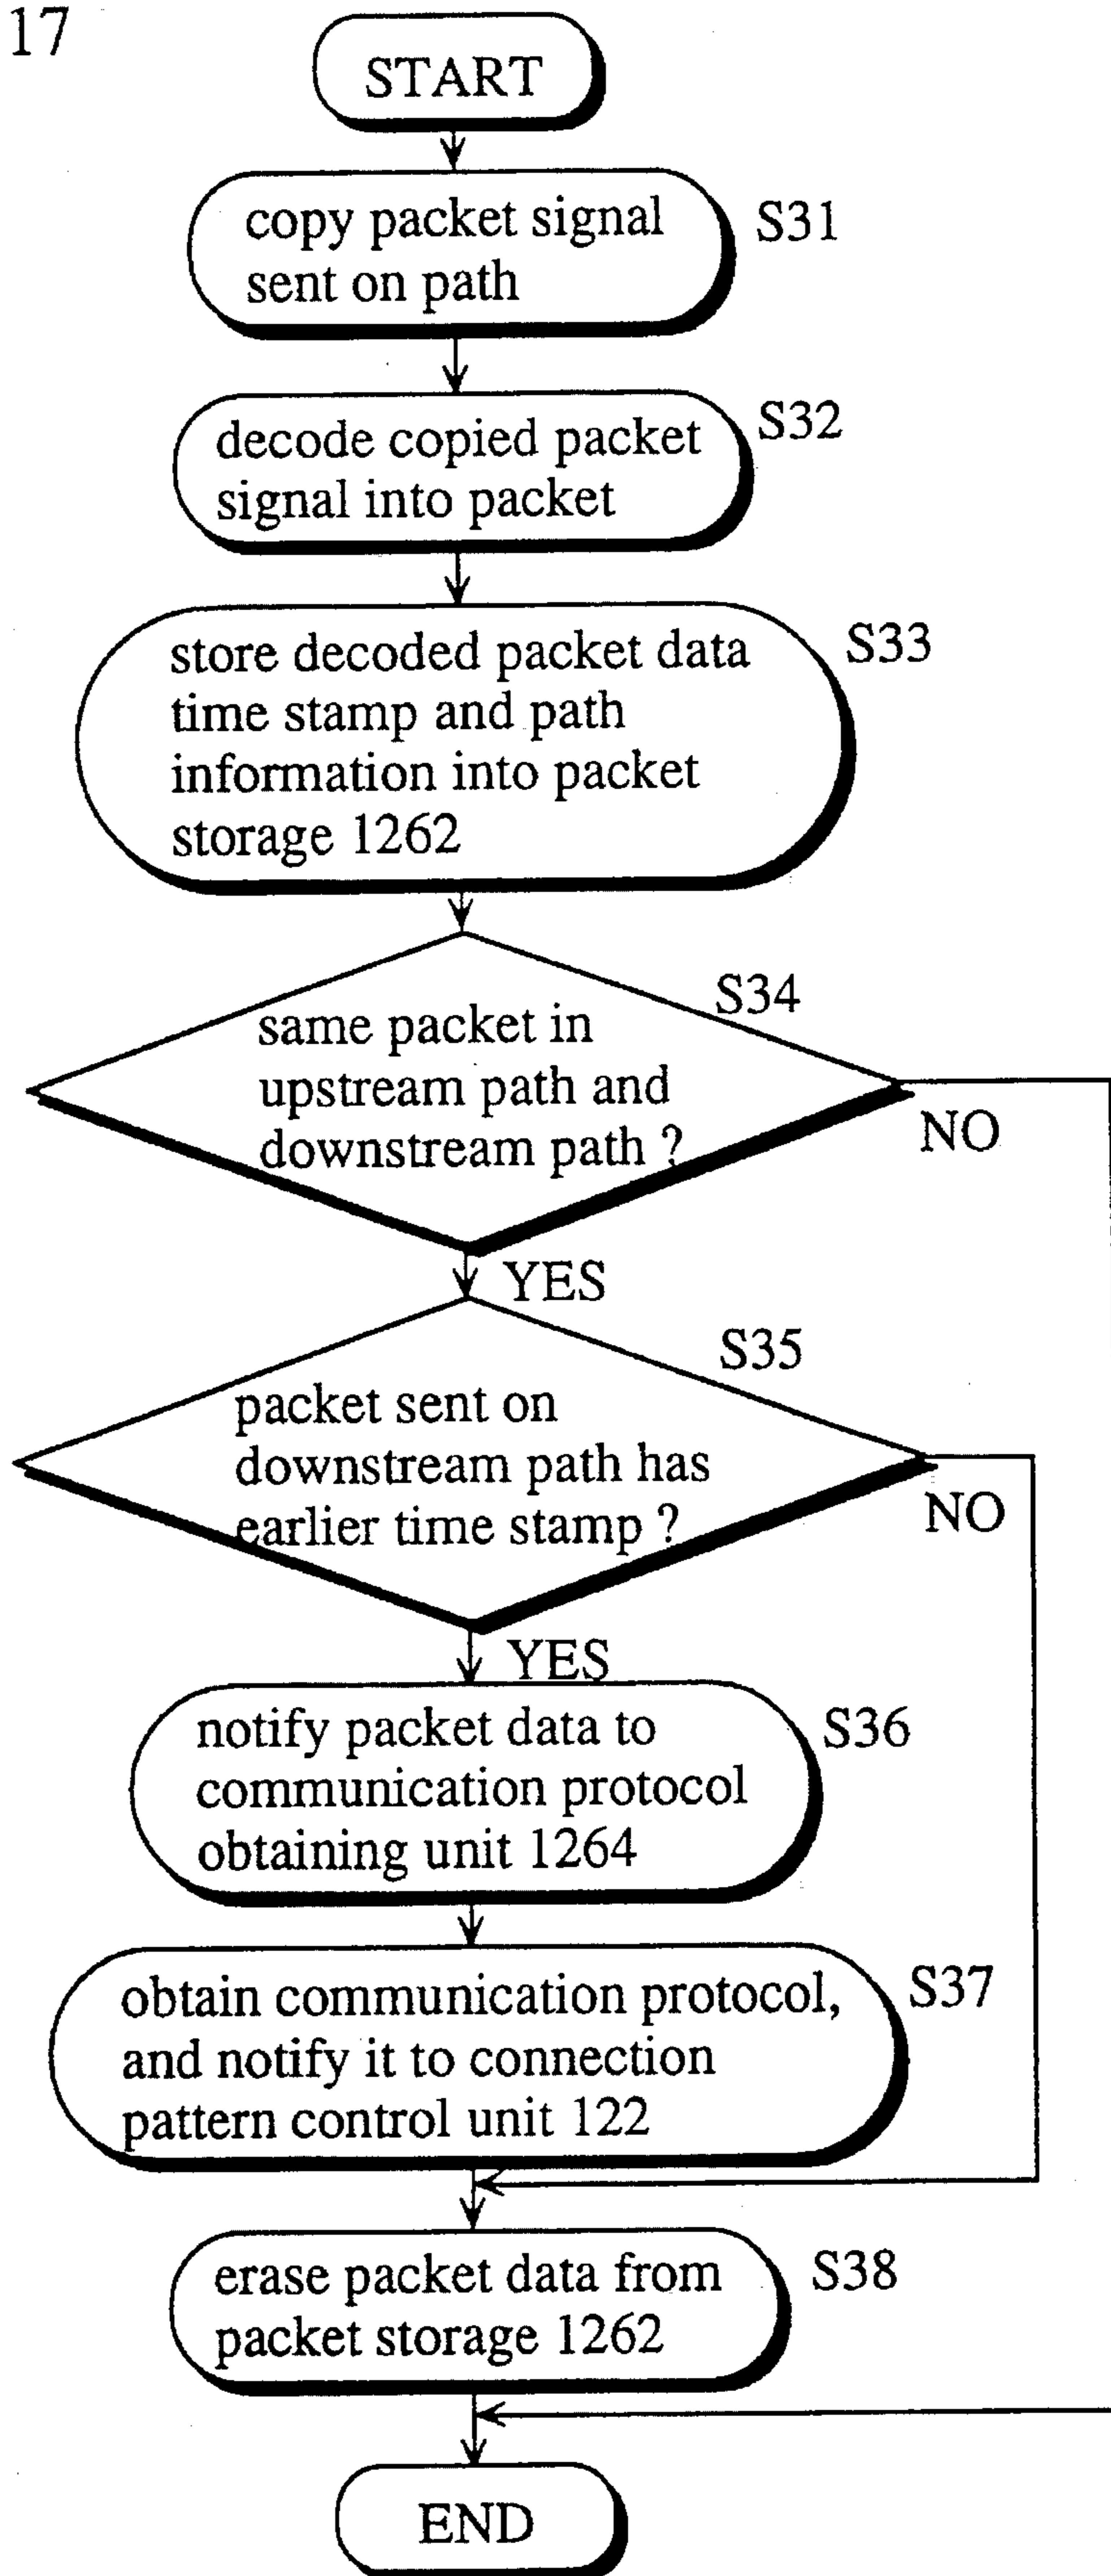 17
START
copy packet signal
sent on path
S31
decode copied packet
signal into packet
S32
store decoded packet data
time stamp and path
information into packet
storage 1262
S33
same packet in
upstream path and
downstream path ?
S34
NO
YES
packet sent on
downstream path has
earlier time stamp ?
S35
NO
YES
notify packet data to
communication protocol
obtaining unit 1264
S36
obtain communication protocol,
and notify it to connection
pattern control unit 122
S37
erase packet data from
packet storage 1262
S38
END